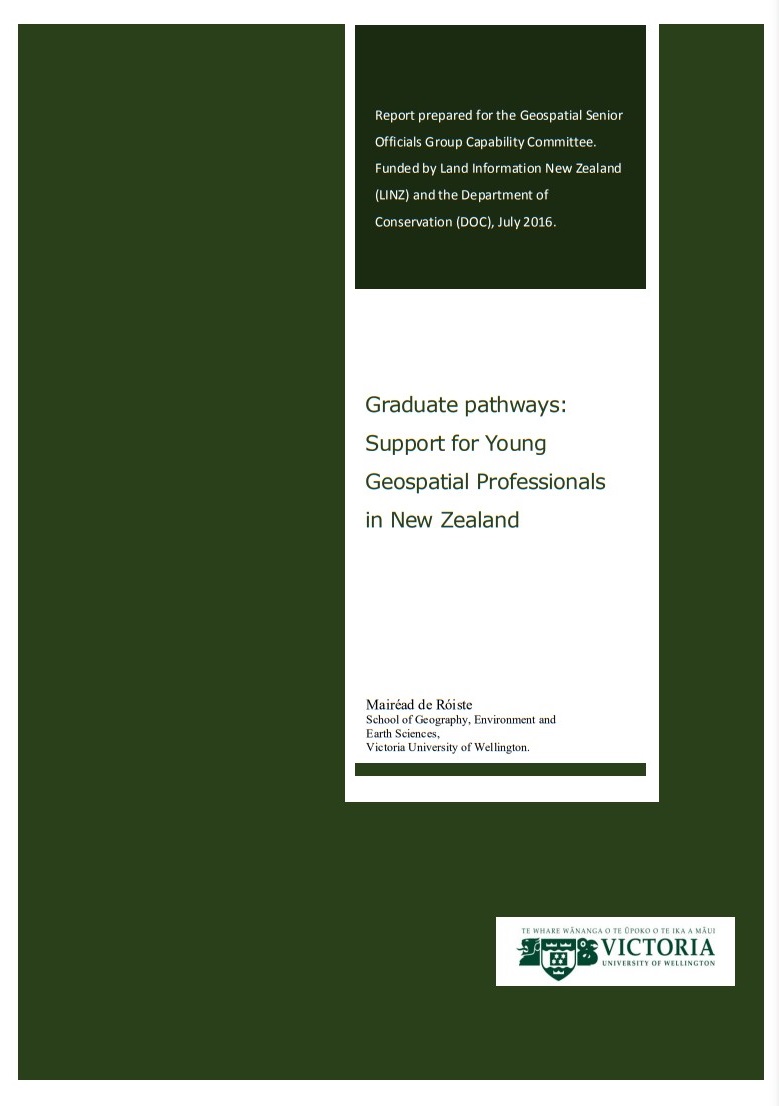 Report prepared for the Geospatial Senior
Officials Group Capability Committee.
Funded by Land Information New Zealand
(LINZ) and the Department of
Conservation (DOC), July 2016.
Graduate pathways:
Support for Young
Geospatial Professionals
in New Zealand
Mairéad de Róiste
School of Geography, Environment and
Earth Sciences,
Victoria University of Wellington.
TE WHARE WĀNANGA O TE ŪPOKO O TE IKA A MĀUI
VICTORIA
UNIVERSITY OF WELLINGTON